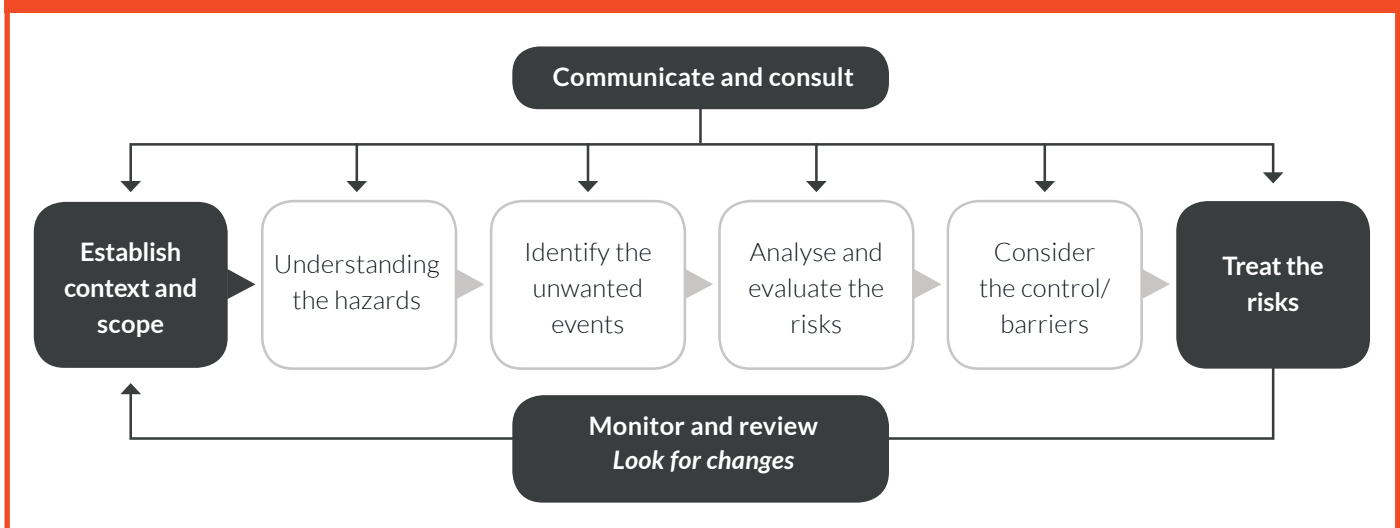 Communicate and consult
Establish
context and
scope
Understanding
the hazards
Identify the
unwanted
events
Analyse and
evaluate the
risks
Consider
the control/
barriers
Treat the
risks
Monitor and review
Look for changes